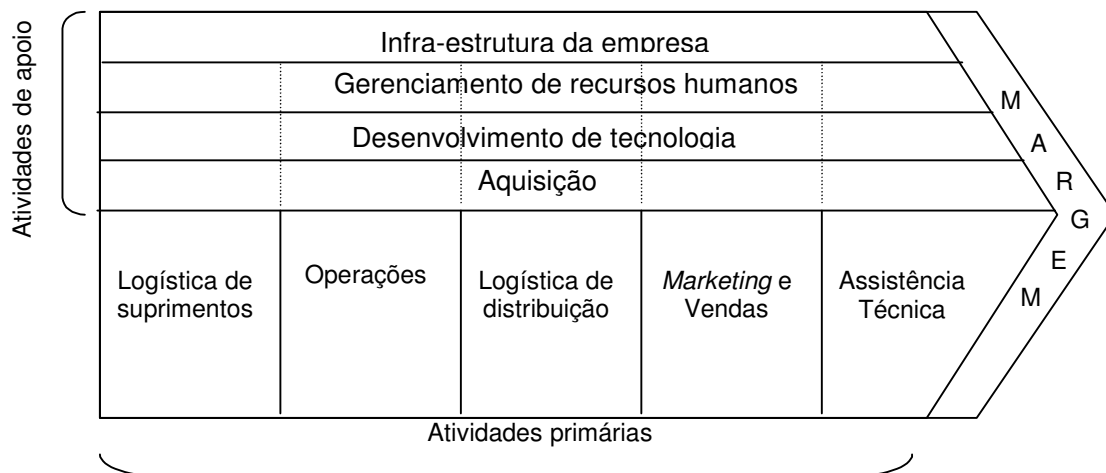 Atividades de apoio
Infra-estrutura da empresa
Gerenciamento de recursos humanos
Desenvolvimento de tecnologia
Aquisição
Logística de
suprimentos
Operações
Logística de
distribuição
Marketing e
Vendas
Assistência
Técnica
M
A
R
G
E
M
Atividades primárias